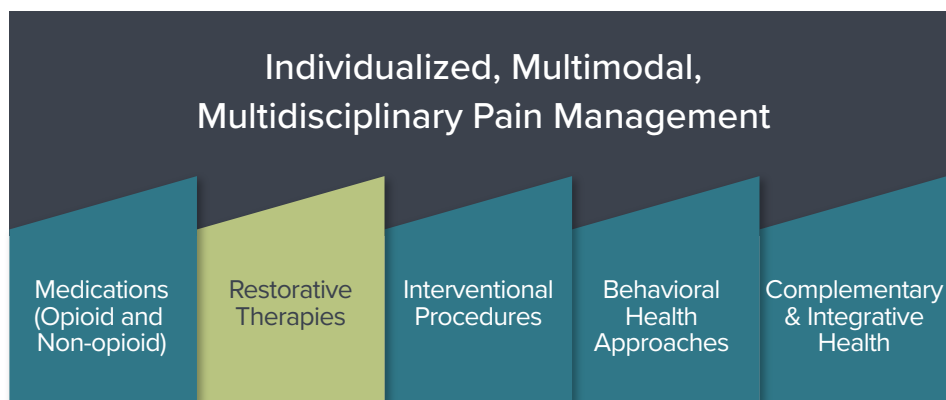 Individualized, Multimodal,
Multidisciplinary Pain Management
Medications
(Opioid and
Non-opioid)
Restorative
Therapies
Interventional
Procedures
Behavioral
Health
Approaches
Complementary
& Integrative
Health